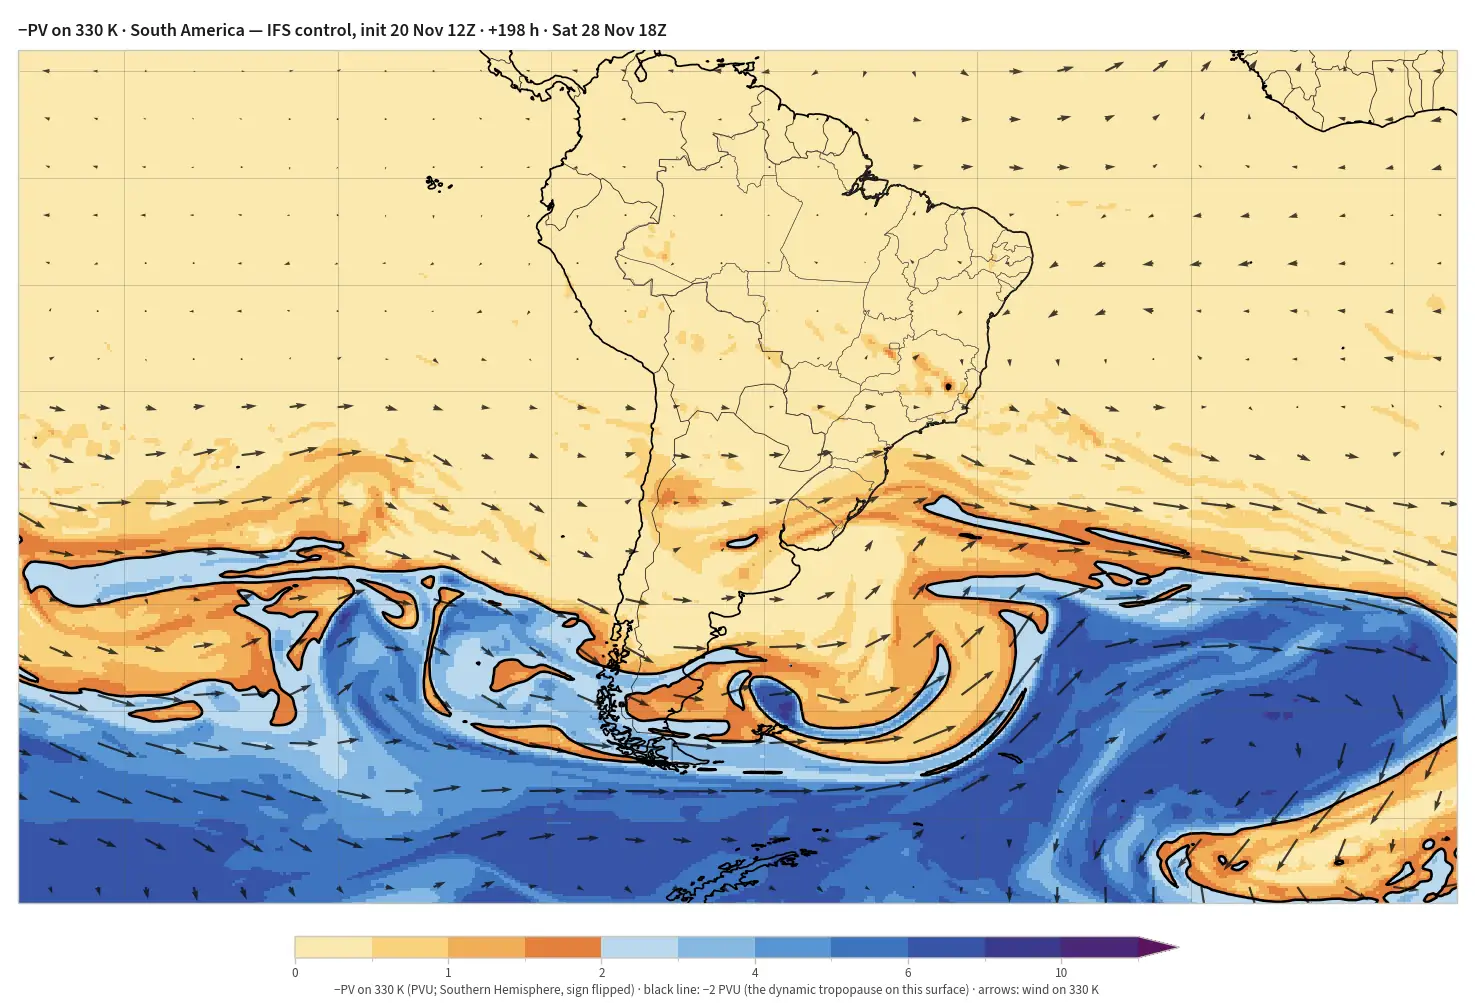 −PV on 330 K · South America — IFS control, init 20 Nov 12Z · +198 h · Sat 28 Nov 18Z
0 1 2 4 6 10
−PV on 330 K (PVU; Southern Hemisphere, sign flipped) · black line: −2 PVU (the dynamic tropopause on this surface) · arrows: wind on 330 K